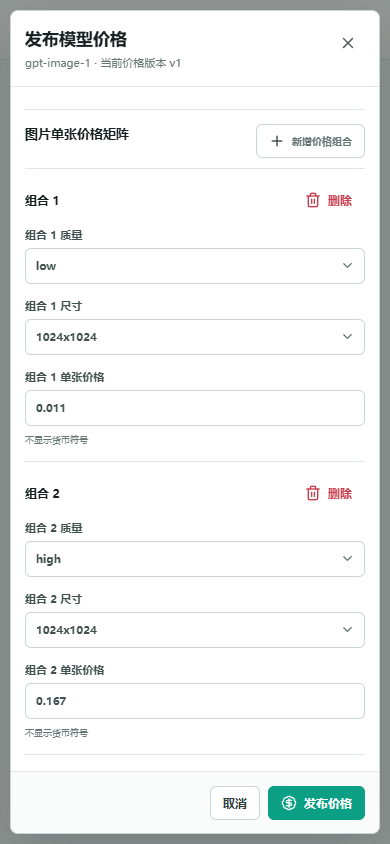 发布模型价格
gpt-image-1 · 当前价格版本 v1
图片单张价格矩阵
新增价格组合
组合 1
删除
组合 1 质量
low
组合 1 尺寸
1024x1024
组合 1 单张价格
0.011
不显示货币符号
组合 2
删除
组合 2 质量
high
组合 2 尺寸
1024x1024
组合 2 单张价格
0.167
不显示货币符号
取消
发布价格